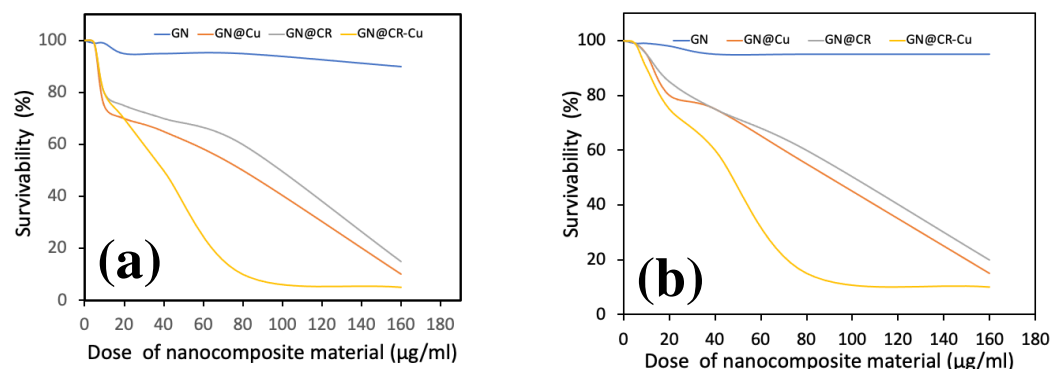 GN GN@Cu GN@CR GN@CR-Cu
100
80
60
40
20
0
0 20 40 60 80 100 120 140 160 180
Survivability (%)
Dose of nanocomposite material (µg/ml)
(a)
GN GN@Cu GN@CR GN@CR-Cu
100
80
60
40
20
0
0 20 40 60 80 100 120 140 160 180
Survivability (%)
Dose of nanocomposite material (µg/ml)
(b)